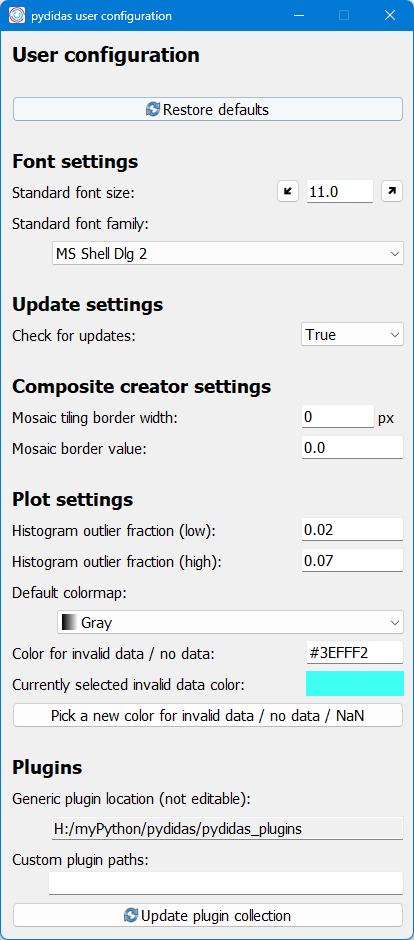 pydidas user configuration
User configuration
Restore defaults
Font settings
Standard font size: 11.0
Standard font family:
MS Shell Dlg 2
Update settings
Check for updates: True
Composite creator settings
Mosaic tiling border width: 0 px
Mosaic border value: 0.0
Plot settings
Histogram outlier fraction (low): 0.02
Histogram outlier fraction (high): 0.07
Default colormap:
Gray
Color for invalid data / no data: #3EFFF2
Currently selected invalid data color:
Pick a new color for invalid data / no data / NaN
Plugins
Generic plugin location (not editable):
H:/myPython/pydidas/pydidas_plugins
Custom plugin paths:
Update plugin collection